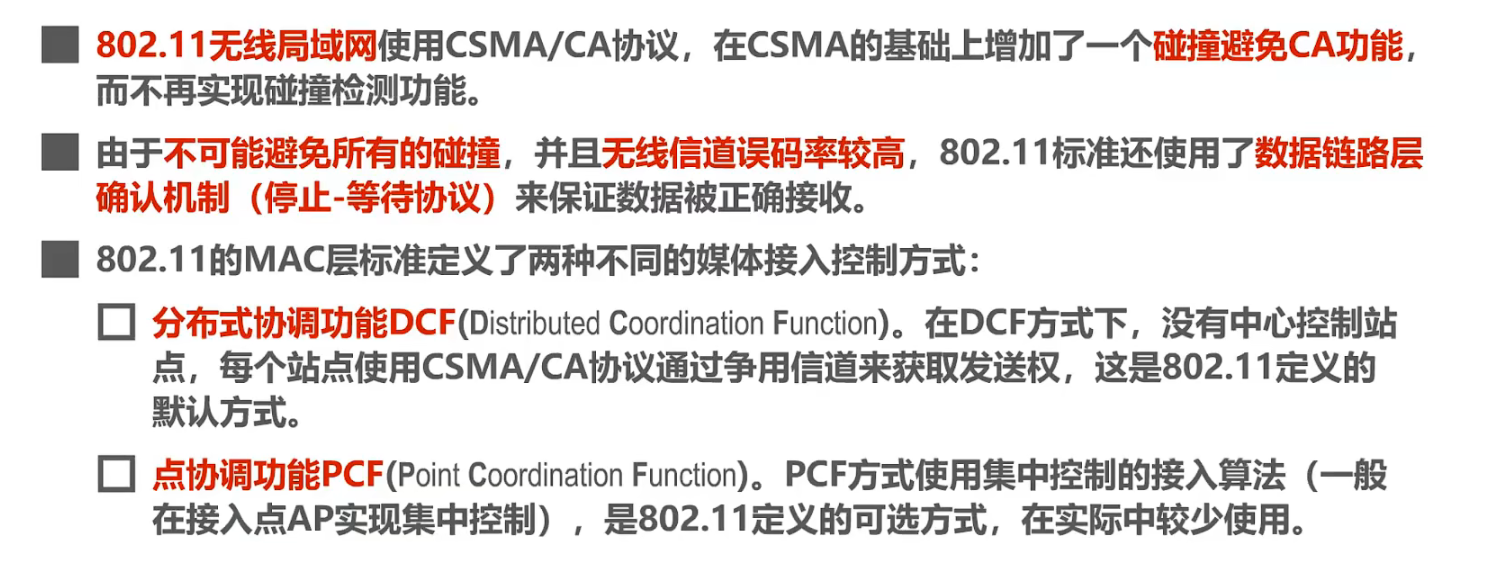 802.11无线局域网使用CSMA/CA协议，在CSMA的基础上增加了一个碰撞避免CA功能，
而不再实现碰撞检测功能。
由于不可能避免所有的碰撞，并且无线信道误码率较高，802.11标准还使用了数据链路层
确认机制（停止-等待协议）来保证数据被正确接收。
802.11的MAC层标准定义了两种不同的媒体接入控制方式：
分布式协调功能DCF(Distributed Coordination Function)。在DCF方式下，没有中心控制站
点，每个站点使用CSMA/CA协议通过争用信道来获取发送权，这是802.11定义的
默认方式。
点协调功能PCF(Point Coordination Function)。PCF方式使用集中控制的接入算法（一般
在接入点AP实现集中控制），是802.11定义的可选方式，在实际中较少使用。